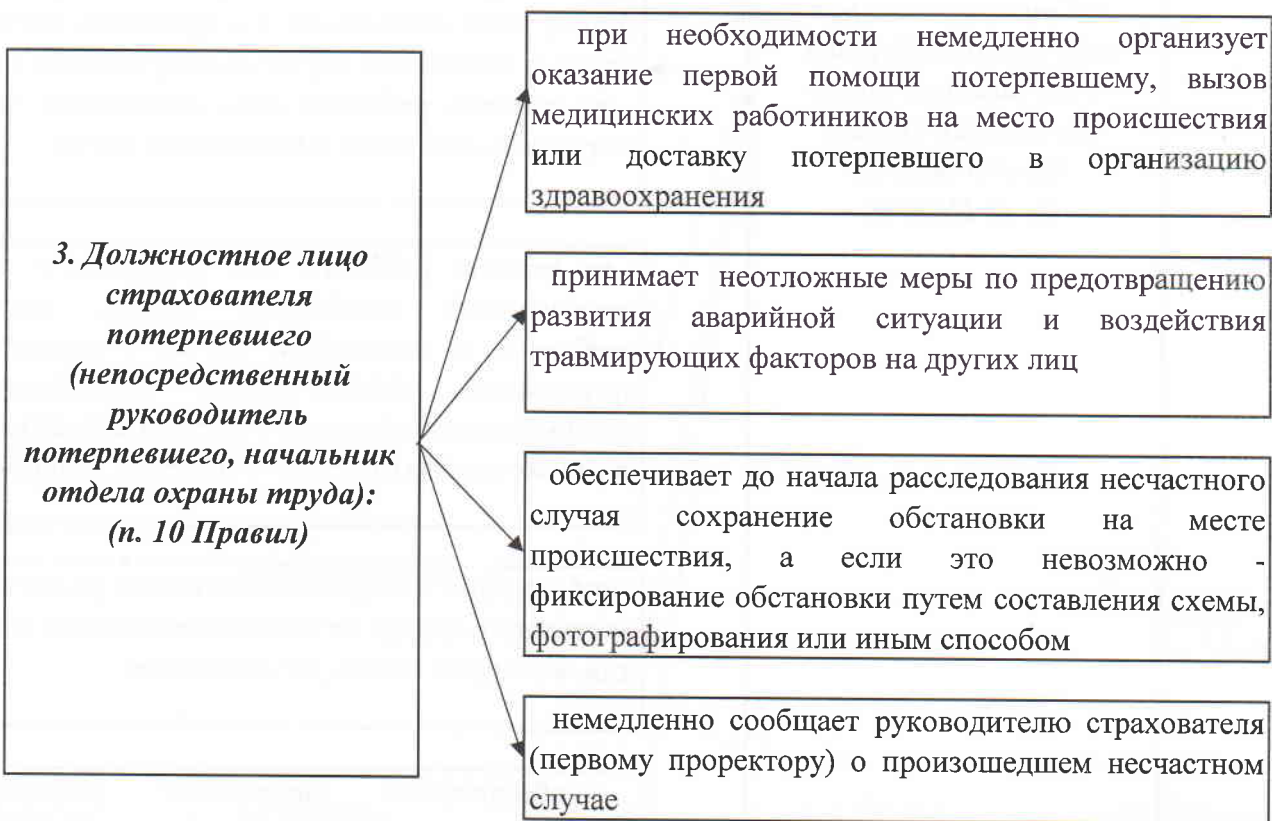 3. Должностное лицо
страхователя
потерпевшего
(непосредственный
руководитель
потерпевшего, начальник
отдела охраны труда):
(п. 10 Правил)
при необходимости немедленно организует
оказание первой помощи потерпевшему, вызов
медицинских работиников на место происшествия
или доставку потерпевшего в организацию
здравоохранения
принимает неотложные меры по предотвращению
развития аварийной ситуации и воздействия
травмирующих факторов на других лиц
обеспечивает до начала расследования несчастного
случая сохранение обстановки на месте
происшествия, а если это невозможно -
фиксирование обстановки путем составления схемы,
фотографирования или иным способом
немедленно сообщает руководителю страхователя
(первому проректору) о произошедшем несчастном
случае